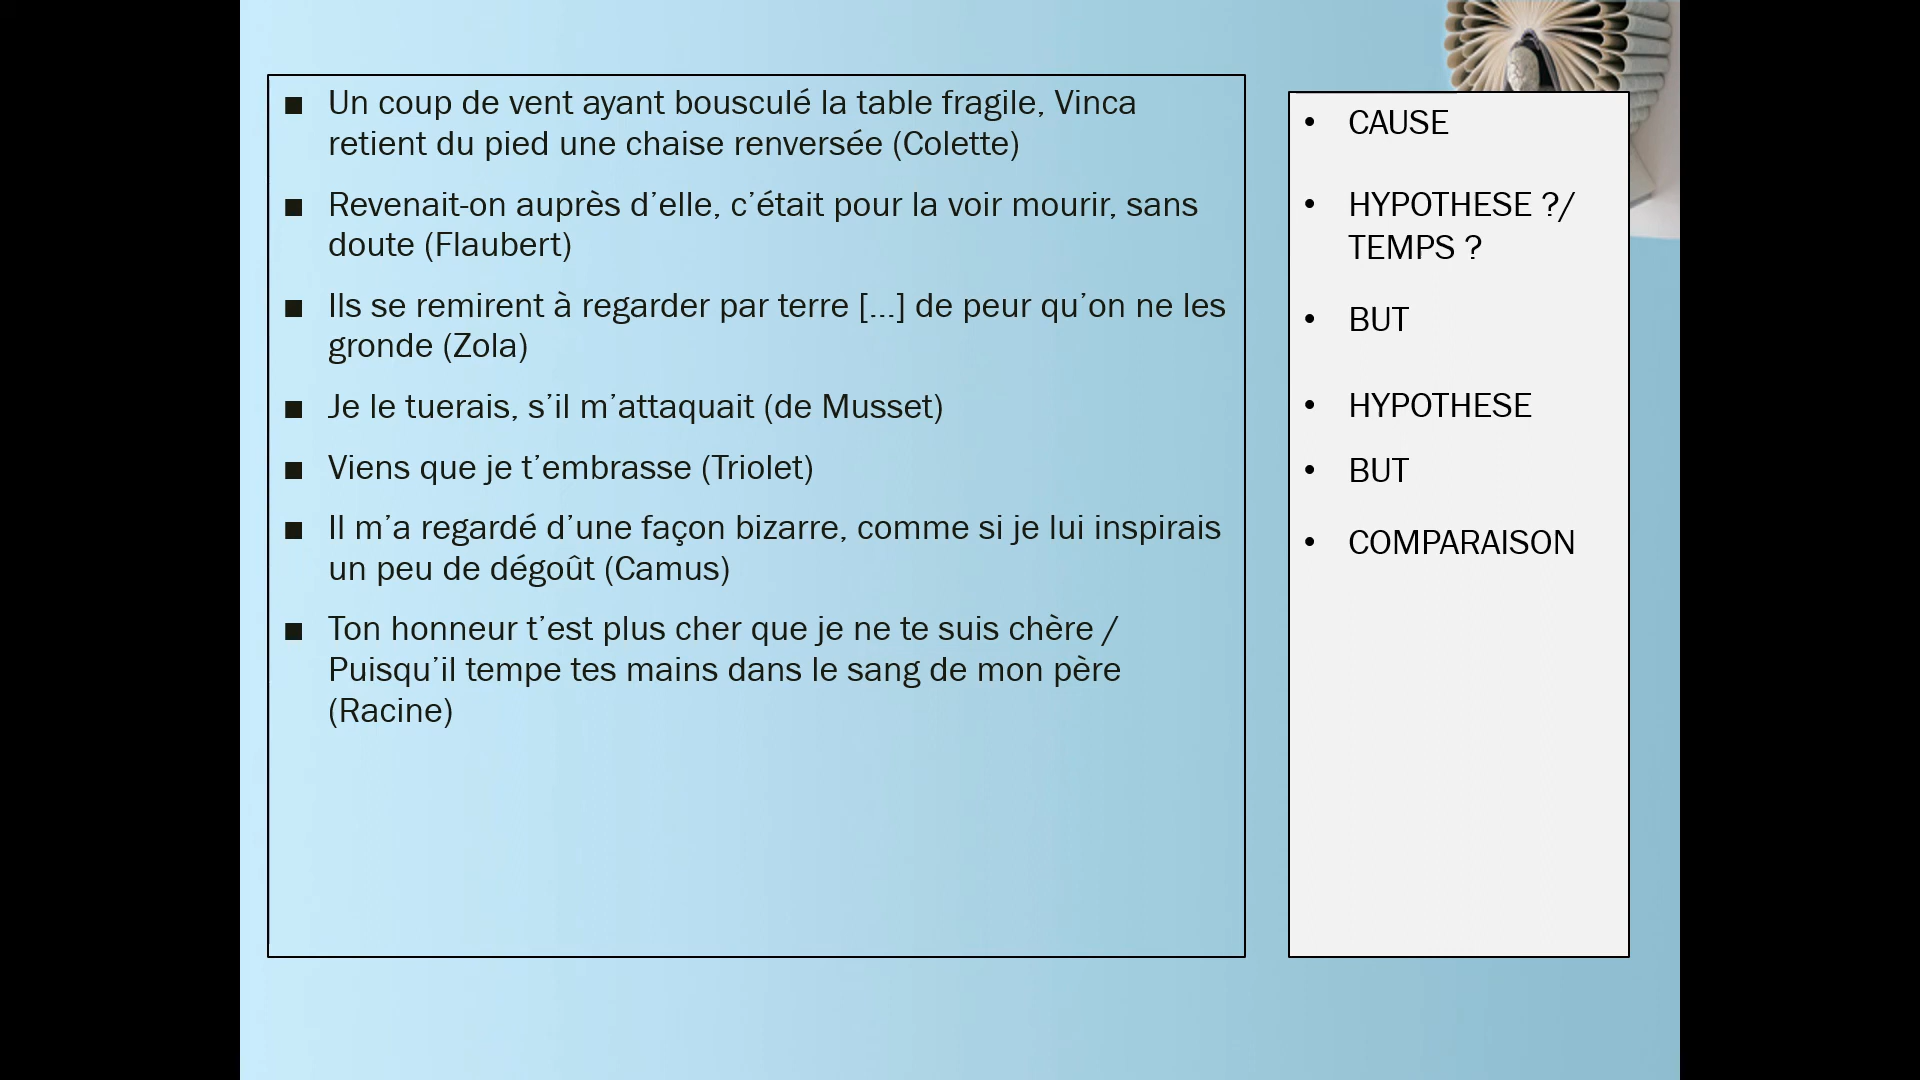 ■ Un coup de vent ayant bousculé la table fragile, Vinca
retient du pied une chaise renversée (Colette)
■ Revenait-on auprès d’elle, c’était pour la voir mourir, sans
doute (Flaubert)
■ Ils se remirent à regarder par terre [...] de peur qu’on ne les
gronde (Zola)
■ Je le tuerais, s’il m’attaquait (de Musset)
■ Viens que je t’embrasse (Triolet)
■ Il m’a regardé d’une façon bizarre, comme si je lui inspirais
un peu de dégoût (Camus)
■ Ton honneur t’est plus cher que je ne te suis chère /
Puisqu’il tempe tes mains dans le sang de mon père
(Racine)
• CAUSE
• HYPOTHESE ?/
TEMPS ?
• BUT
• HYPOTHESE
• BUT
• COMPARAISON